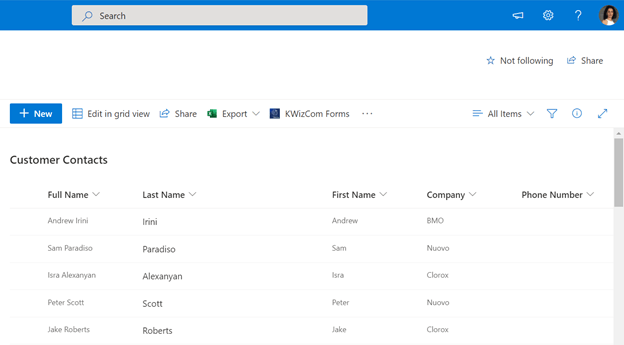 Search
Not following Share
New Edit in grid view Share Export KWizCom Forms ··· All Items
Customer Contacts
Full Name Last Name First Name Company Phone Number
Andrew Irini Irini Andrew BMO
Sam Paradiso Paradiso Sam Nuovo
Isra Alexanyan Alexanyan Isra Clorox
Peter Scott Scott Peter Nuovo
Jake Roberts Roberts Jake Clorox